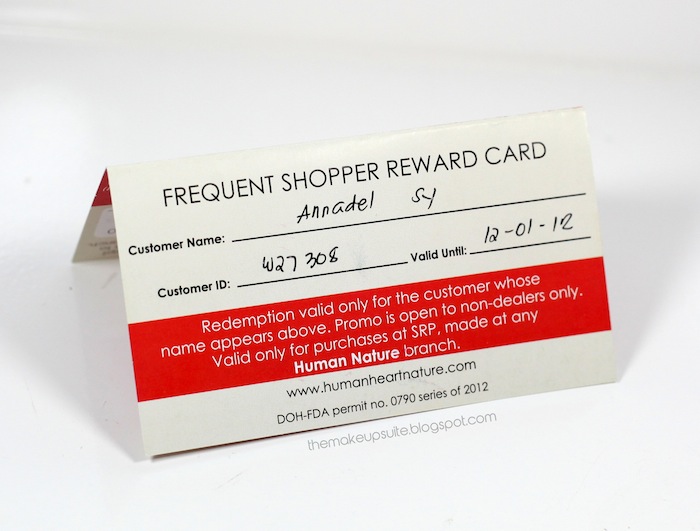 FREQUENT SHOPPER REWARD CARD
Customer Name: Annadel Sy
Customer ID: W27308 Valid Until: 12-01-12
Redemption valid only for the customer whose
name appears above. Promo is open to non-dealers only.
Valid only for purchases at SRP, made at any
Human Nature branch.
www.humanheartnature.com
DOH-FDA permit no. 0790 series of 2012
themakeupsuite.blogspot.com